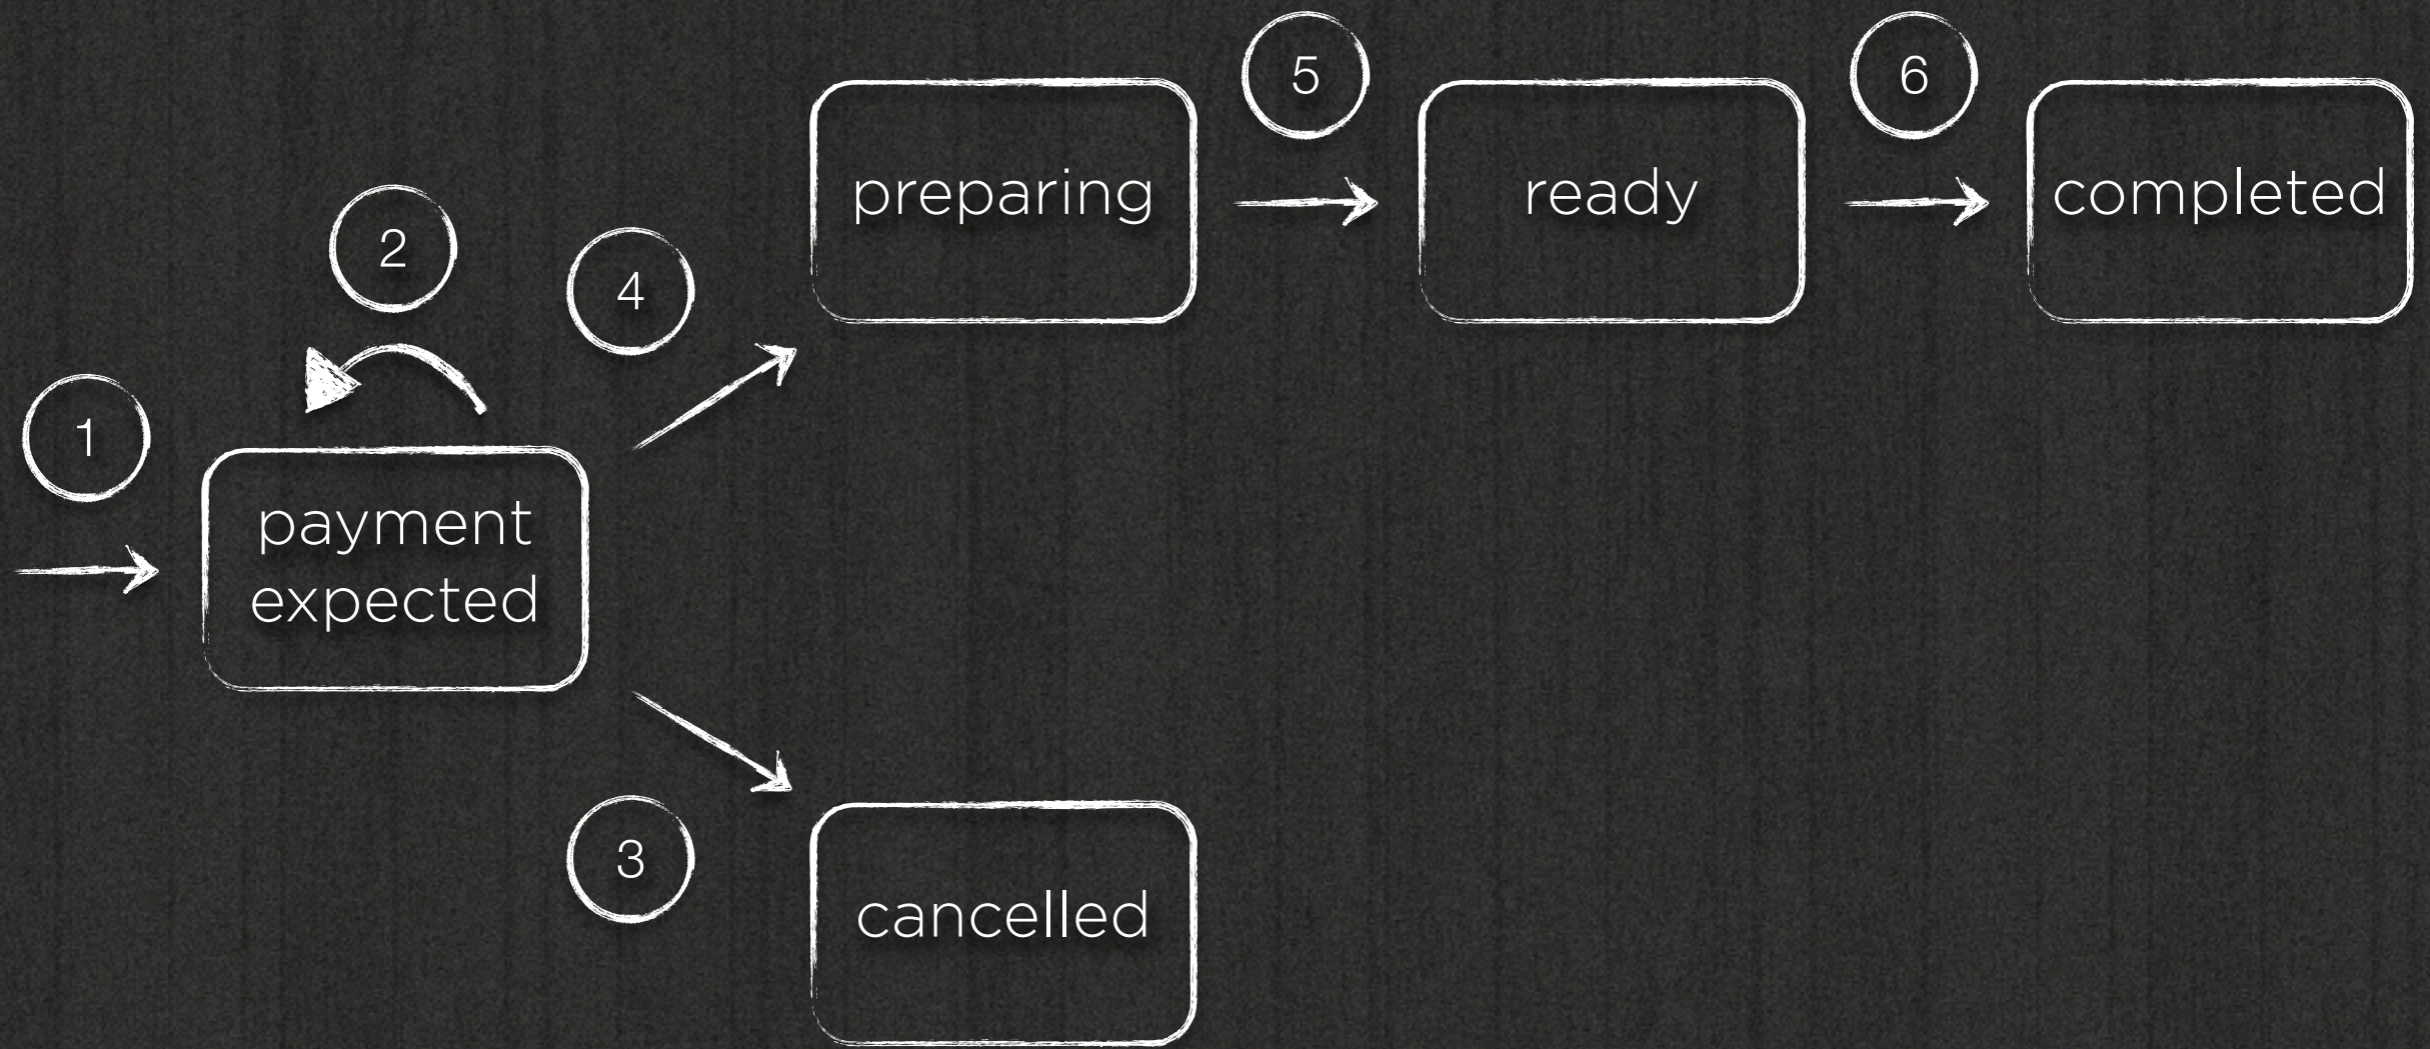 5
6
preparing
ready
completed
2
4
1
payment
expected
3
cancelled